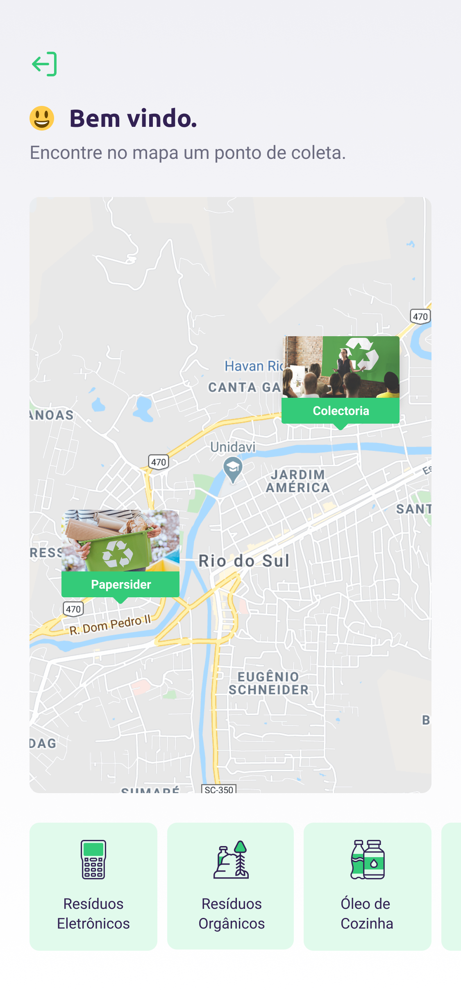 Bem vindo.
Encontre no mapa um ponto de coleta.
470
Havan Rio
CANTA GA
Colectoria
ANOAS
Unidavi
470
JARDIM
AMÉRICA
Es
SANT
RESS
Rio do Sul
Papersider
470
R. Dom Pedro II
EUGÊNIO
SCHNEIDER
B
DAG
SUMARÉ
SC-350
Resíduos
Eletrônicos
Resíduos
Orgânicos
Óleo de
Cozinha